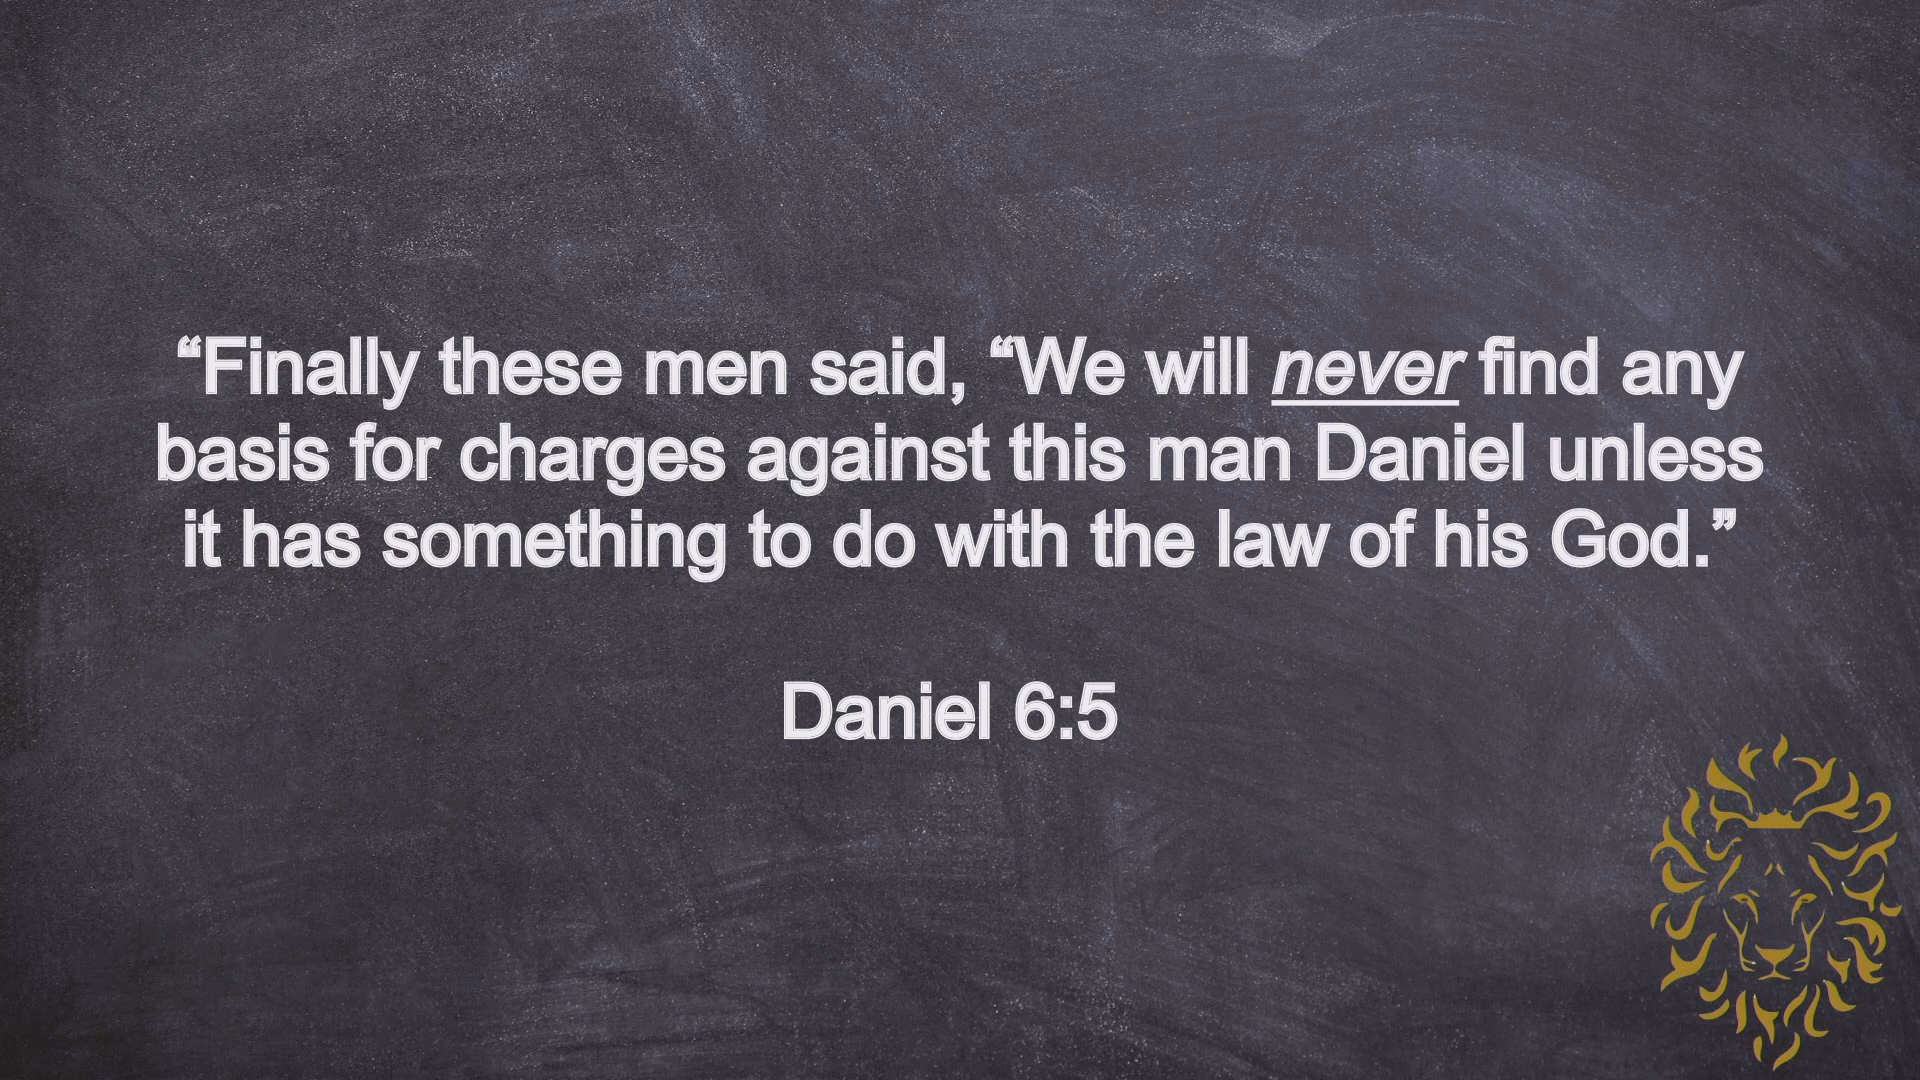 “Finally these men said, “We will never find any
basis for charges against this man Daniel unless
it has something to do with the law of his God.”
Daniel 6:5